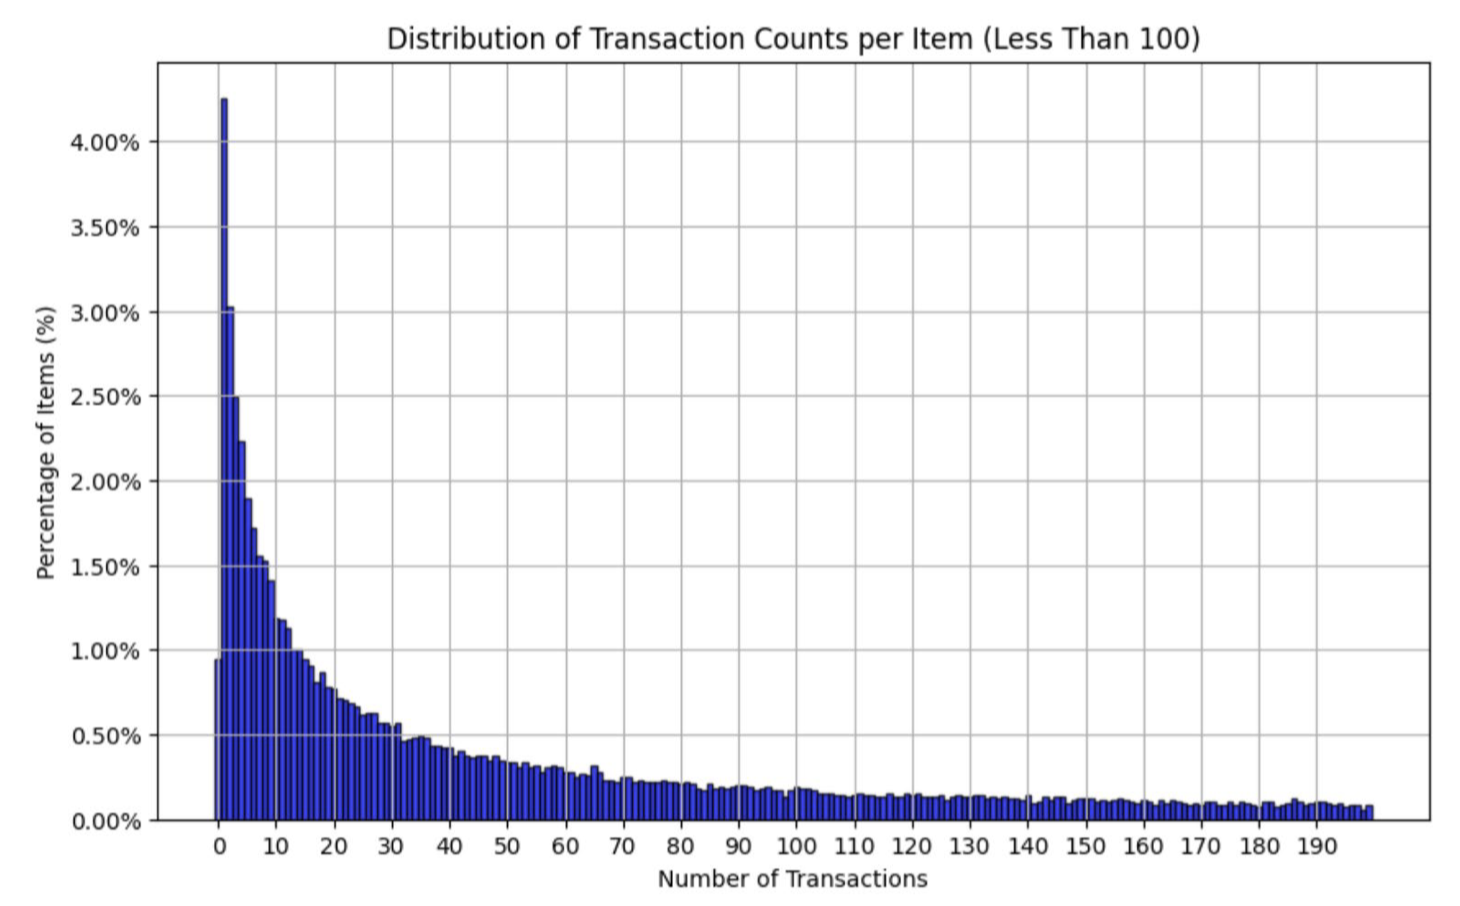 Distribution of Transaction Counts per Item (Less Than 100)
4.00%
3.50%
3.00%
2.50%
2.00%
1.50%
1.00%
0.50%
0.00%
Percentage of Items (%)
0 10 20 30 40 50 60 70 80 90 100 110 120 130 140 150 160 170 180 190
Number of Transactions